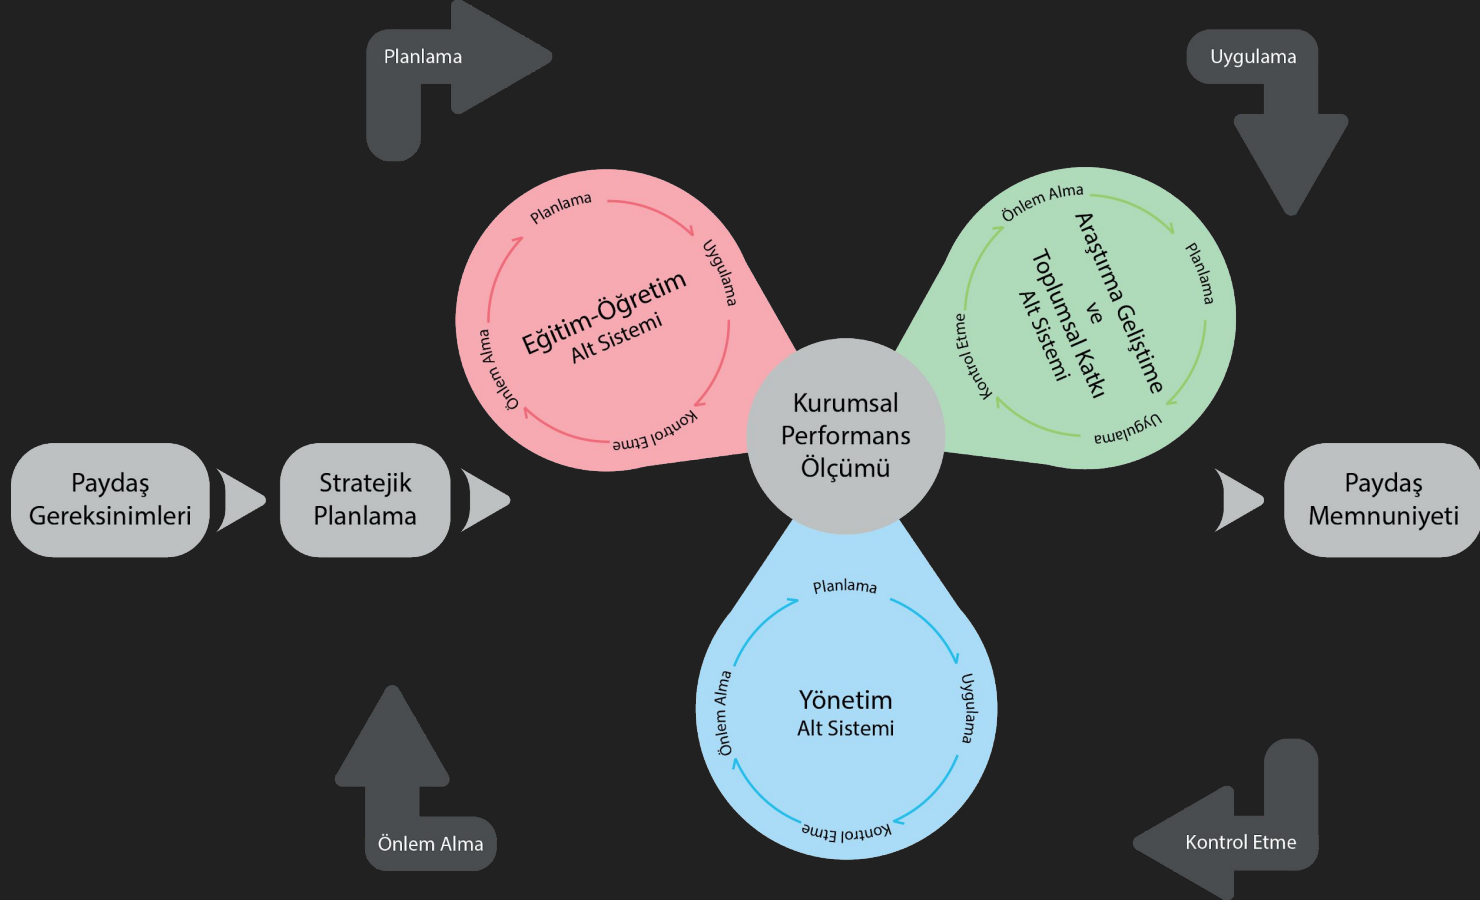 Planlama
Uygulama
Planlama
Uygulama
Kontrol Etme
Önlem Alma
Eğitim-Öğretim
Alt Sistemi
Önlem Alma
Planlama
Uygulama
Kontrol Etme
Araştırma Geliştime
ve
Toplumsal Katkı
Alt Sistemi
Kurumsal
Performans
Ölçümü
Paydaş
Gereksinimleri
Stratejik
Planlama
Paydaş
Memnuniyeti
Planlama
Uygulama
Kontrol Etme
Önlem Alma
Yönetim
Alt Sistemi
Önlem Alma
Kontrol Etme